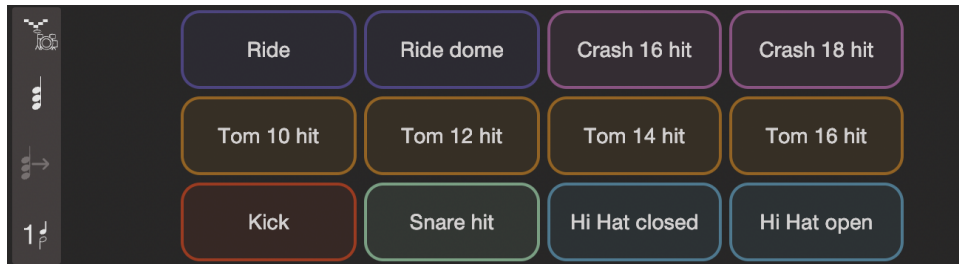 Ride Ride dome Crash 16 hit Crash 18 hit
Tom 10 hit Tom 12 hit Tom 14 hit Tom 16 hit
Kick Snare hit Hi Hat closed Hi Hat open
1